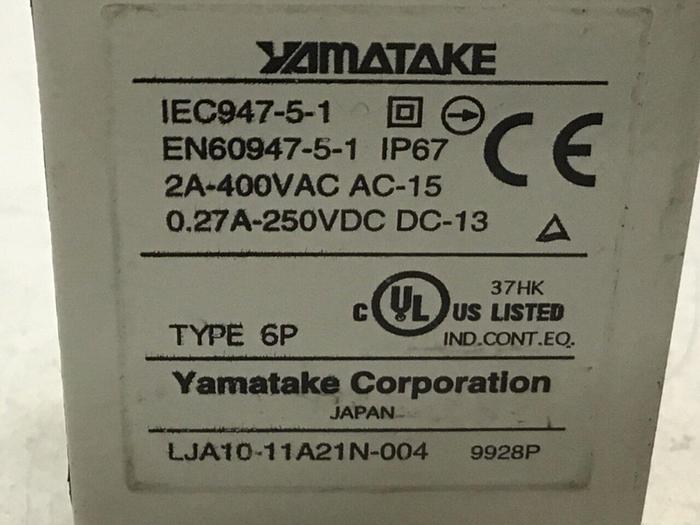 YAMATAKE
IEC947-5-1
EN60947-5-1 IP67
2A-400VAC AC-15
0.27A-250VDC DC-13
CE
37HK
C UL US LISTED
TYPE 6P
IND.CONT.EQ.
Yamatake Corporation
JAPAN
LJA10-11A21N-004 9928P